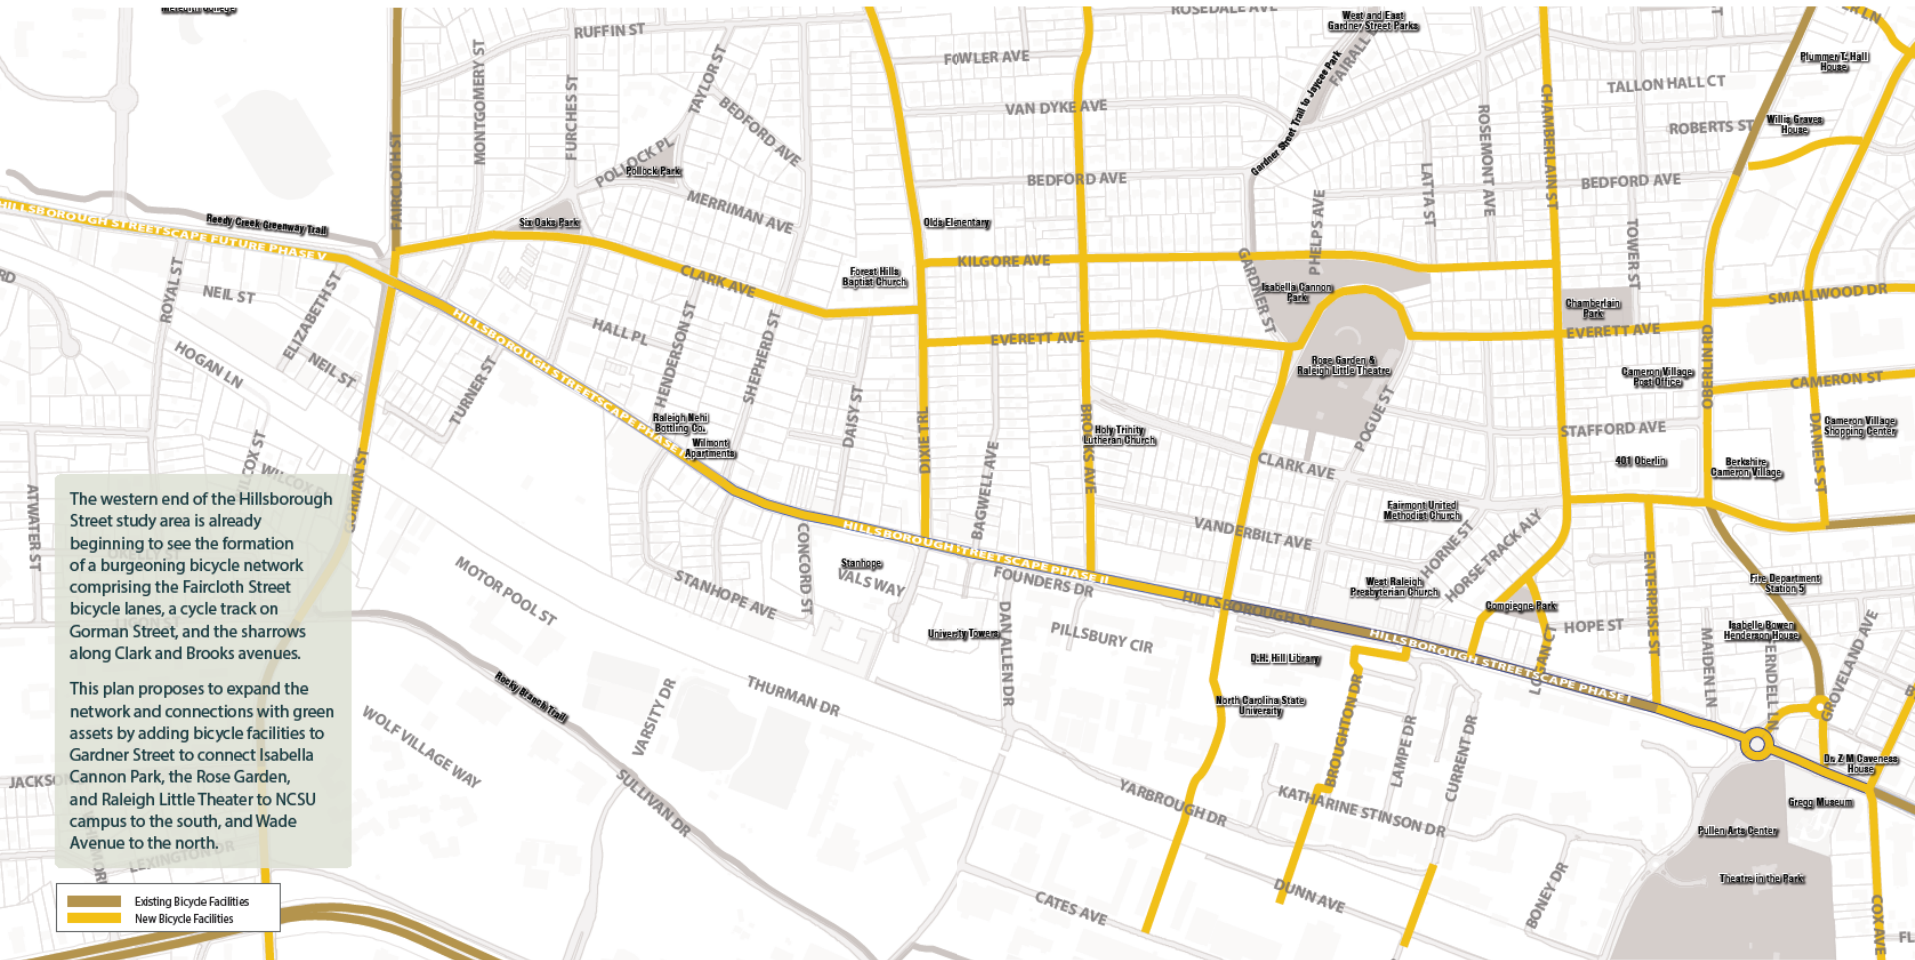 Meredith College
RUFFIN ST
ROSEDALE AVE
West and East
Gardner Street Parks
FOWLER AVE
FAIRALL
Plummer T. Hall
House
MONTGOMERY ST
FURCHES ST
TAYLOR ST
BEDFORD AVE
VAN DYKE AVE
Gardner Street Trail to Jaycee Park
CHAMBERLAIN ST
TALLON HALL CT
ROBERTS ST
Willis Graves
House
FAIRCLOTH ST
POLLOCK PL
Pollock Park
BEDFORD AVE
LATTA ST
ROSEMONT AVE
BEDFORD AVE
MERRIMAN AVE
HILLSBOROUGH STREETSCAPE FUTURE PHASE V
Reedy Creek Greenway Trail
Six Oaks Park
Olds Elementary
PHELPS AVE
TOWER ST
ROYAL ST
NEIL ST
ELIZABETH ST
CLARK AVE
Forest Hills
Baptist Church
KILGORE AVE
GARDNER ST
Isabella Cannon
Park
Chamberlain
Park
SMALLWOOD DR
HILLSBOROUGH STREETSCAPE PHASE II
HALL PL
HENDERSON ST
SHEPHERD ST
EVERETT AVE
EVERETT AVE
OBERLIN RD
HOGAN LN
NEIL ST
TURNER ST
Rose Garden &
Raleigh Little Theatre
Cameron Village
Post Office
CAMERON ST
DAISY ST
DIXIE TRL
BROOKS AVE
POGUE ST
DANIELS ST
Raleigh Nehi
Bottling Co.
Wilmont
Apartments
Holy Trinity
Lutheran Church
STAFFORD AVE
Cameron Village
Shopping Center
BAGWELL AVE
CLARK AVE
401 Oberlin
Berkshire
Cameron Village
WILCOX
GORMAN ST
ATWATER ST
The western end of the Hillsborough
Street study area is already
beginning to see the formation
of a burgeoning bicycle network
comprising the Faircloth Street
bicycle lanes, a cycle track on
Gorman Street, and the sharrows
along Clark and Brooks avenues.
This plan proposes to expand the
network and connections with green
assets by adding bicycle facilities to
Gardner Street to connect Isabella
Cannon Park, the Rose Garden,
and Raleigh Little Theater to NCSU
campus to the south, and Wade
Avenue to the north.
LIGON ST
LEXINGTON DR
JACKSO
Existing Bicycle Facilities
New Bicycle Facilities
HILLSBOROUGH STREETSCAPE PHASE II
VANDERBILT AVE
Fairmont United
Methodist Church
HORNE ST
HORSE TRACK ALY
MOTOR POOL ST
STANHOPE AVE
CONCORD ST
Stanhope
VALS WAY
FOUNDERS DR
HILLSBOROUGH ST
West Raleigh
Presbyterian Church
Compiegne Park
ENTERPRISE ST
Fire Department
Station 5
University Towers
DAN ALLEN DR
PILLSBURY CIR
HILLSBOROUGH STREETSCAPE PHASE I
HOPE ST
LOGAN CT
MAIDEN LN
Isabelle Bowen
Henderson House
FERNDELL LN
GROVELAND AVE
D.H. Hill Library
Rocky Branch Trail
VARSITY DR
THURMAN DR
North Carolina State
University
BROUGHTON DR
LAMPE DR
CURRENT DR
WOLF VILLAGE WAY
Dr. Z M Caveness
House
SULLIVAN DR
YARBROUGH DR
KATHARINE STINSON DR
Gregg Museum
Pullen Arts Center
Theatre in the Park
CATES AVE
DUNN AVE
BONEY DR
COX AVE